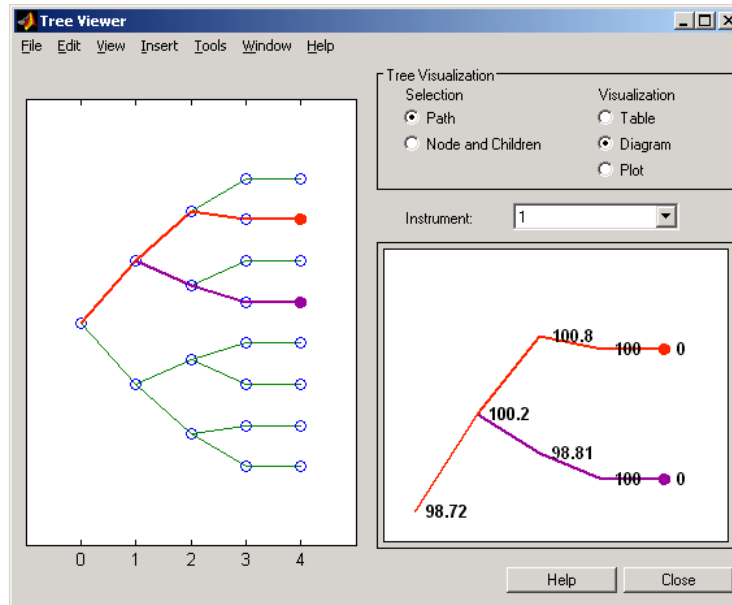 Tree Viewer
File Edit View Insert Tools Window Help
Tree Visualization
Selection
Visualization
Path
Table
Node and Children
Diagram
Plot
Instrument:
1
100.8
100 0
100.2
98.81
100 0
98.72
0 1 2 3 4
Help
Close